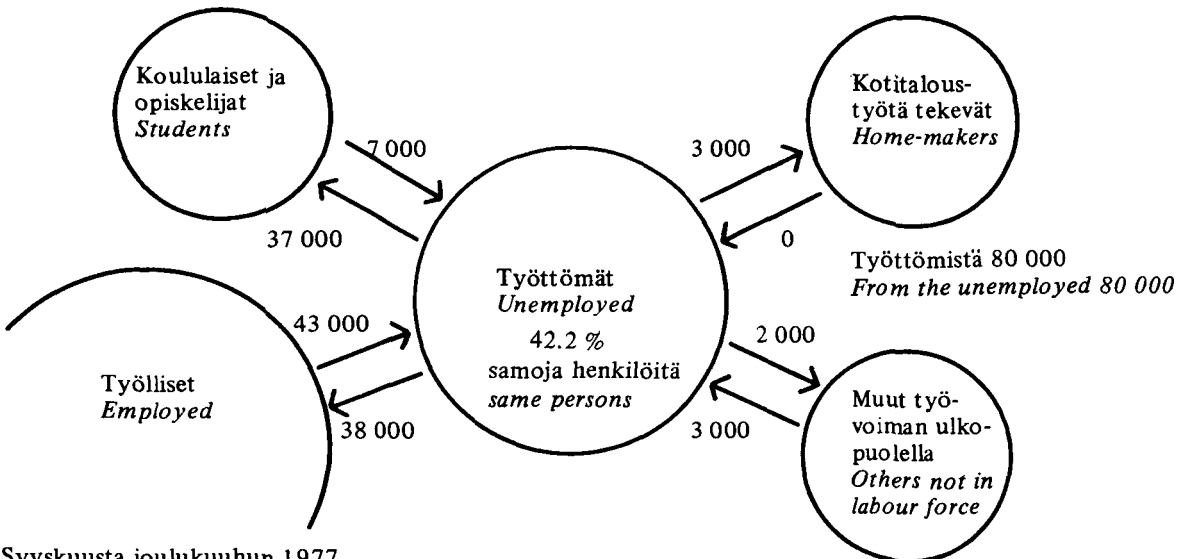 Koululaiset ja
opiskelijat
Students
7 000
37 000
Kotitalous-
työtä tekevät
Home-makers
3 000
0
Työttömistä 80 000
From the unemployed 80 000
Työttömät
Unemployed
42.2 %
samoja henkilöitä
same persons
43 000
38 000
Työlliset
Employed
2 000
3 000
Muut työ-
voiman ulko-
puolella
Others not in
labour force
Syyskuusta joulukuuhun 1977